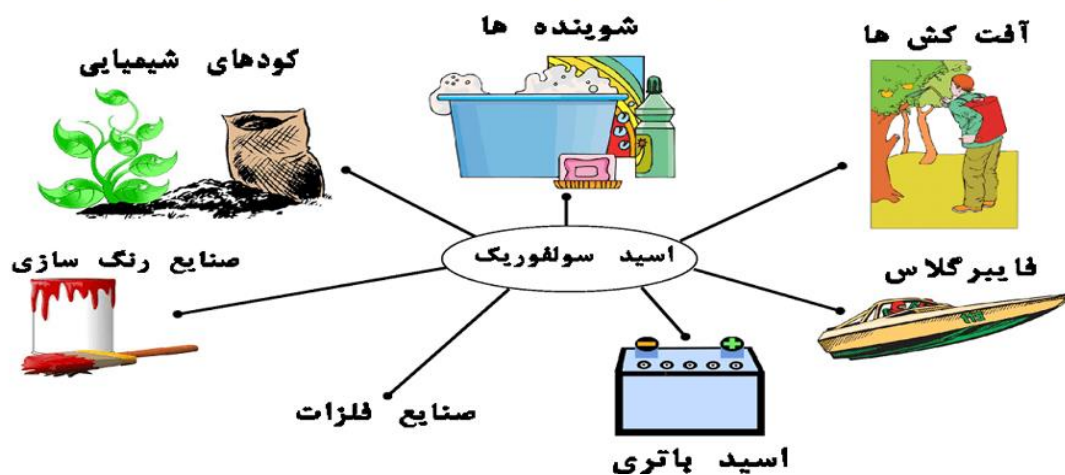 آفت کش ها
شوینده ها
کودهای شیمیایی
اسید سولفوریک
فایبرگلاس
صنایع رنگ سازی
صنایع فلزات
اسید باتری